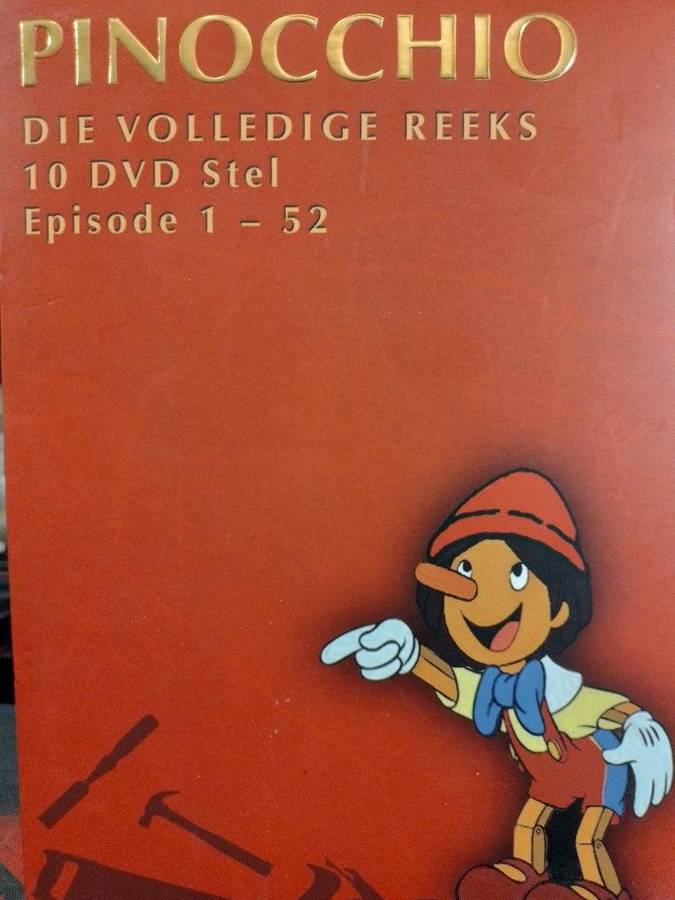 PINOCCHIO
DIE VOLLEDIGE REEKS
10 DVD Stel
Episode 1 – 52